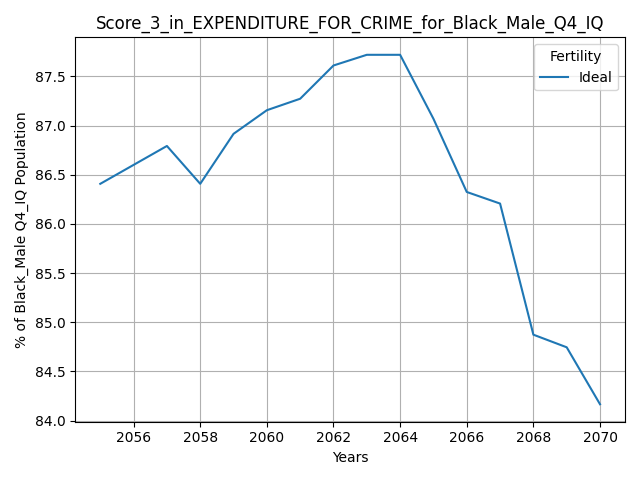 Score_3_in_EXPENDITURE_FOR_CRIME_for_Black_Male_Q4_IQ
Fertility
Ideal
% of Black_Male Q4_IQ Population
87.5
87.0
86.5
86.0
85.5
85.0
84.5
84.0
2056 2058 2060 2062 2064 2066 2068 2070
Years